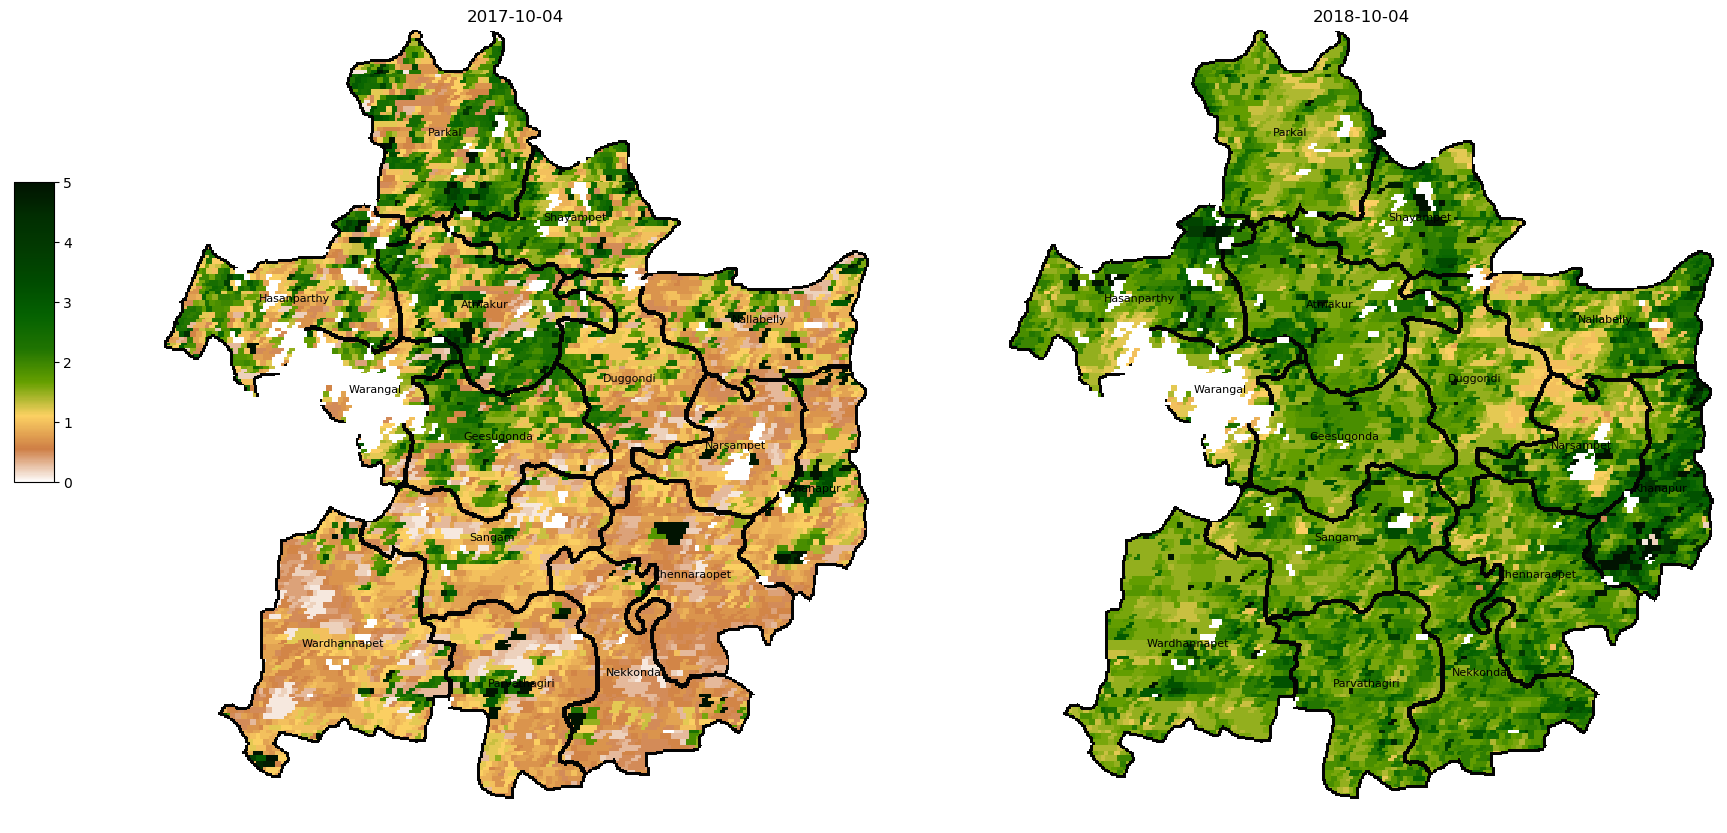 2017-10-04
2018-10-04
5
4
3
2
1
0
Parkal
Shayampet
Hasanparthy
Athmakur
Nallabelly
Duggondi
Warangal
Geesugonda
Narsampet
Khanapur
Sangam
Chennaraopet
Wardhannapet
Parvathagiri
Nekkonda
Parkal
Shayampet
Hasanparthy
Athmakur
Nallabelly
Duggondi
Warangal
Geesugonda
Narsampet
Khanapur
Sangam
Chennaraopet
Wardhannapet
Parvathagiri
Nekkonda